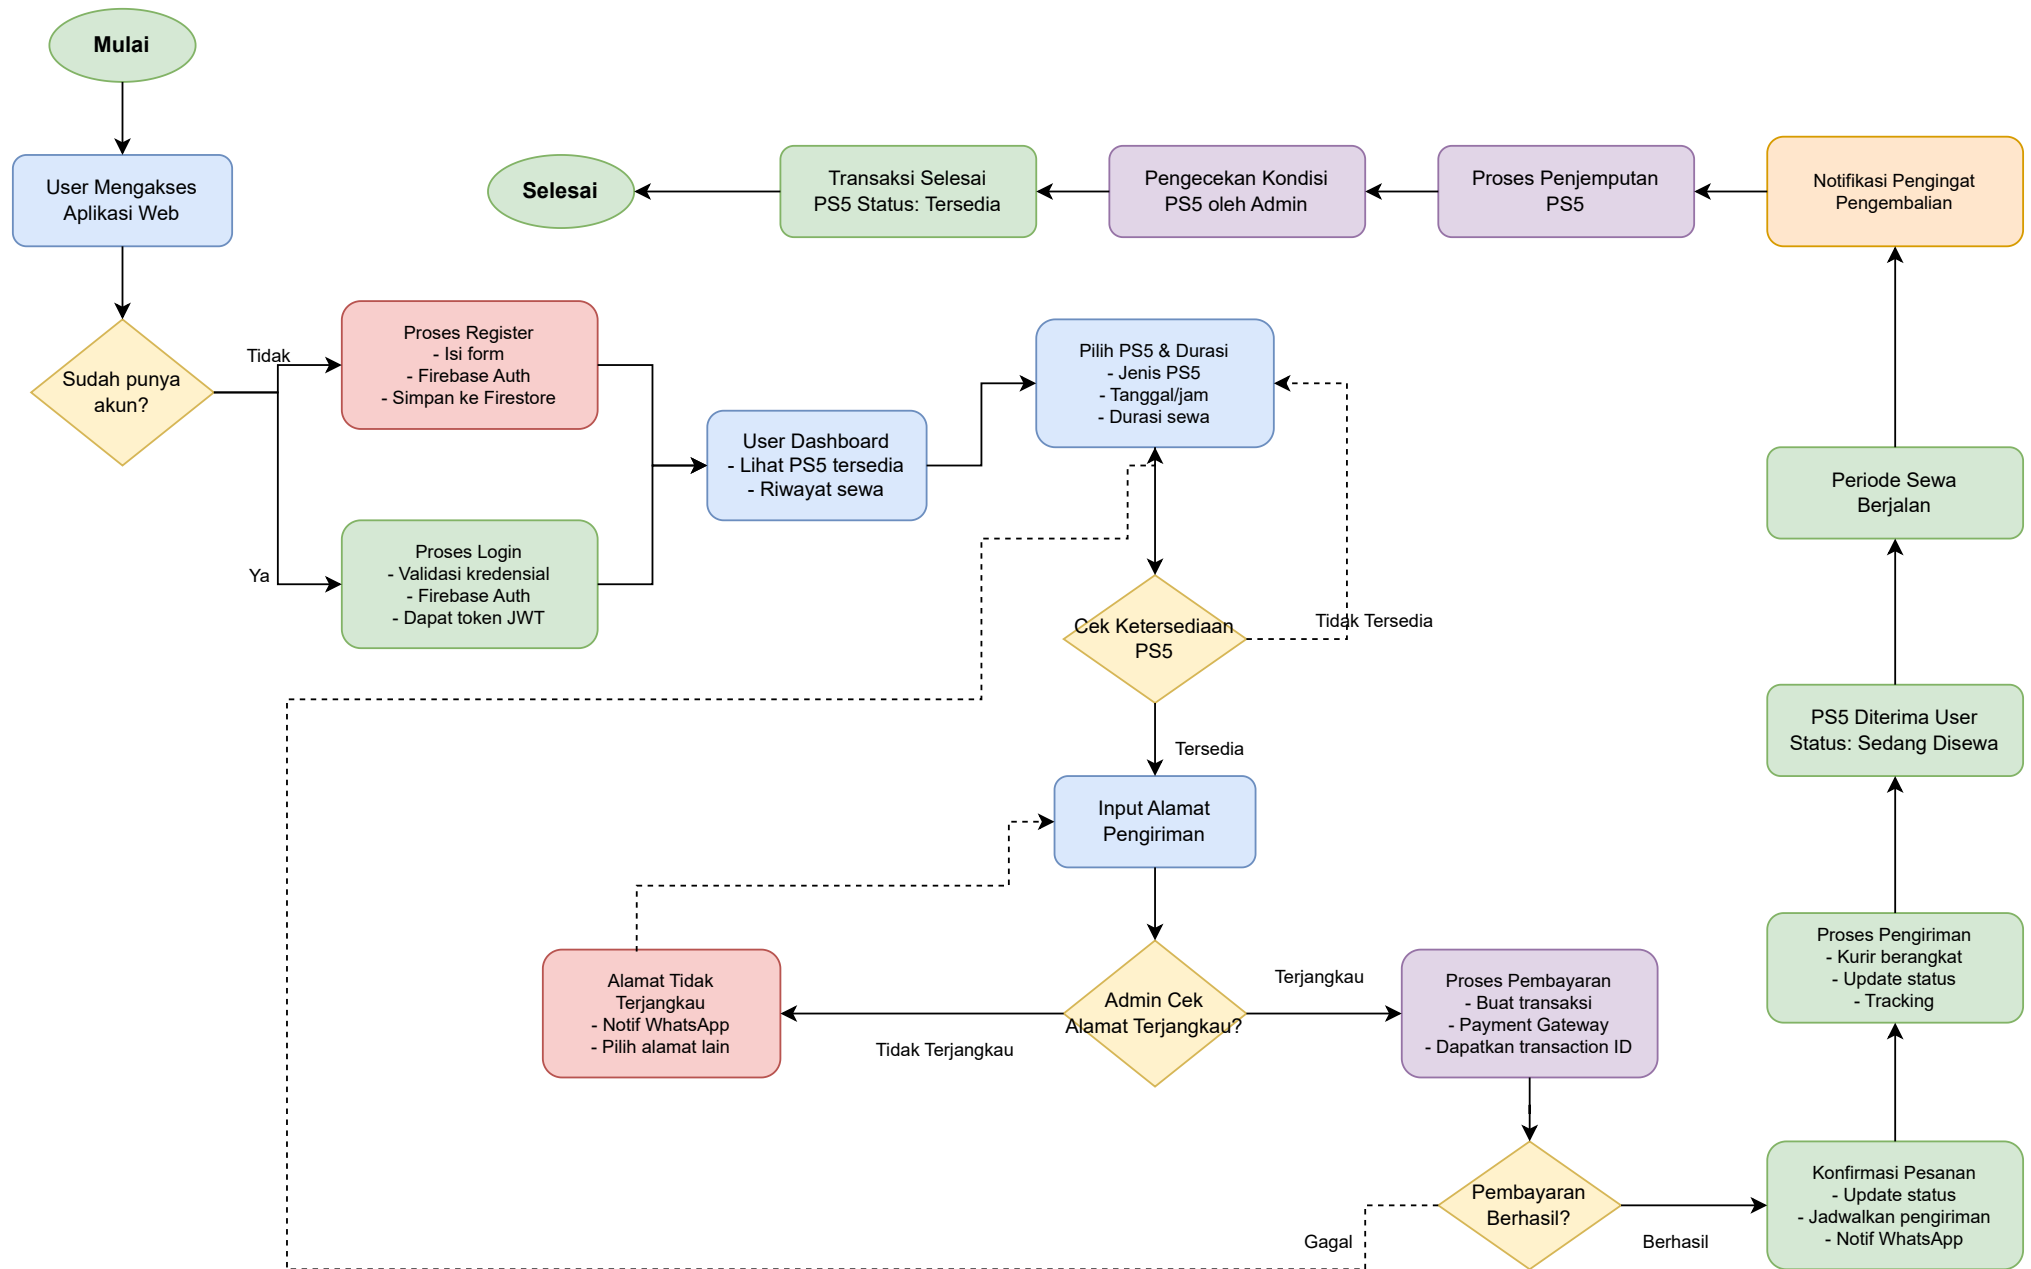 Mulai
User Mengakses
Aplikasi Web
Sudah punya
akun?
Tidak
Ya
Proses Register
- Isi form
- Firebase Auth
- Simpan ke Firestore
Proses Login
- Validasi kredensial
- Firebase Auth
- Dapat token JWT
User Dashboard
- Lihat PS5 tersedia
- Riwayat sewa
Pilih PS5 & Durasi
- Jenis PS5
- Tanggal/jam
- Durasi sewa
Cek Ketersediaan
PS5
Tidak Tersedia
Tersedia
Input Alamat
Pengiriman
Admin Cek
Alamat Terjangkau?
Tidak Terjangkau
Alamat Tidak
Terjangkau
- Notif WhatsApp
- Pilih alamat lain
Terjangkau
Proses Pembayaran
- Buat transaksi
- Payment Gateway
- Dapatkan transaction ID
Pembayaran
Berhasil?
Gagal
Berhasil
Konfirmasi Pesanan
- Update status
- Jadwalkan pengiriman
- Notif WhatsApp
Proses Pengiriman
- Kurir berangkat
- Update status
- Tracking
PS5 Diterima User
Status: Sedang Disewa
Periode Sewa
Berjalan
Notifikasi Pengingat
Pengembalian
Proses Penjemputan
PS5
Pengecekan Kondisi
PS5 oleh Admin
Transaksi Selesai
PS5 Status: Tersedia
Selesai